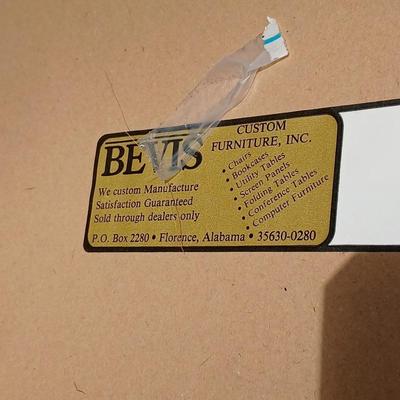 BEVIS
CUSTOM
FURNITURE, INC.
We custom Manufacture
Satisfaction Guaranteed
Sold through dealers only
• Chairs
• Bookcases
• Utility Tables
• Screen Panels
• Folding Tables
• Conference Tables
• Computer Furniture
P.O. Box 2280 • Florence, Alabama • 35630-0280